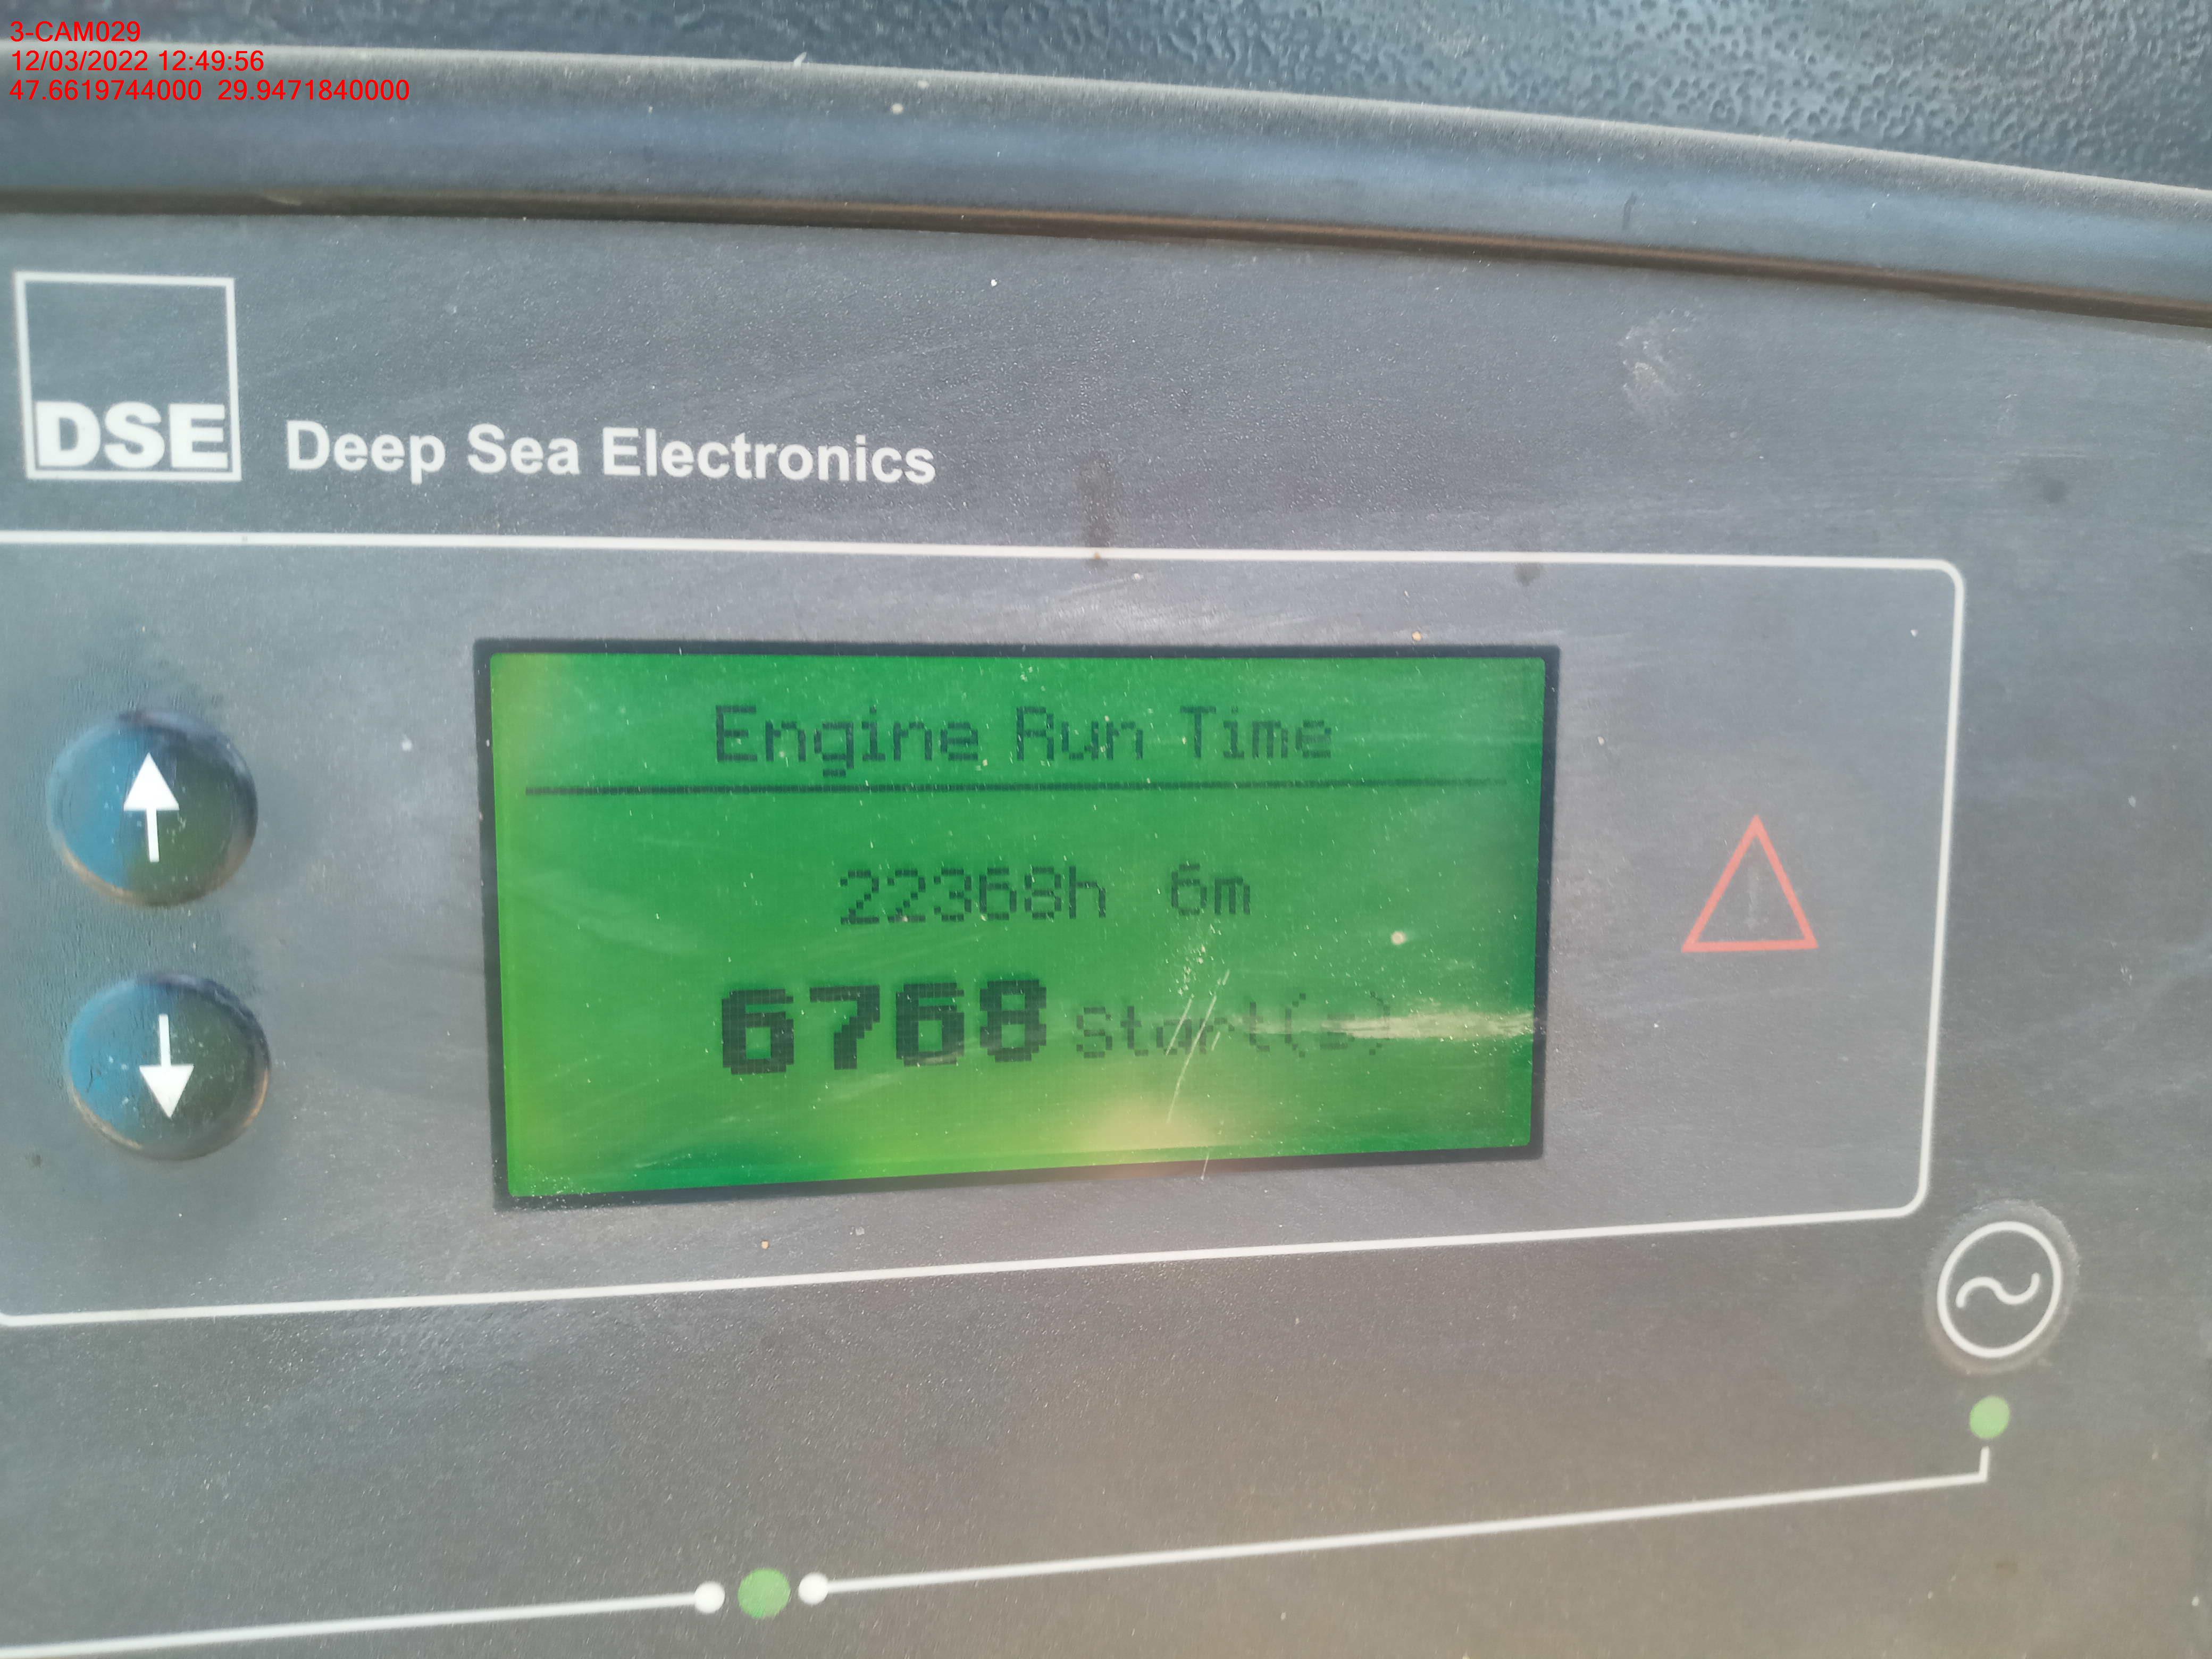 3-CAM029
12/03/2022 12:49:56
47.6619744000 29.9471840000
DSE
Deep Sea Electronics
Engine Run Time
22368h 6m
6768 Start(s)